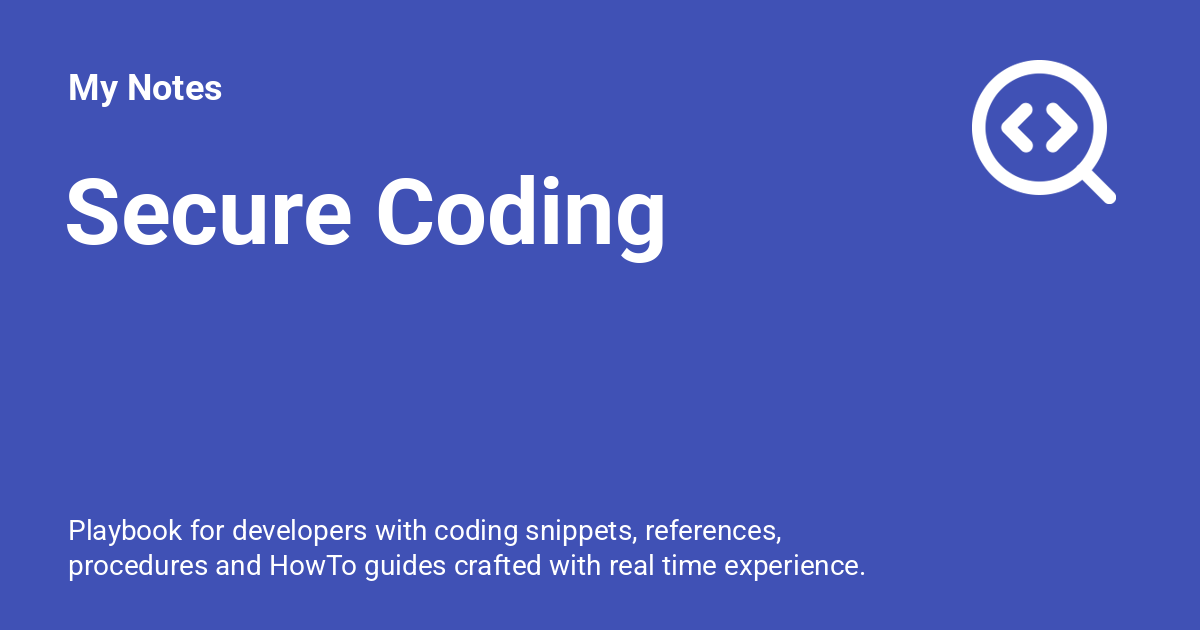 My Notes
Secure Coding
Playbook for developers with coding snippets, references,
procedures and HowTo guides crafted with real time experience.